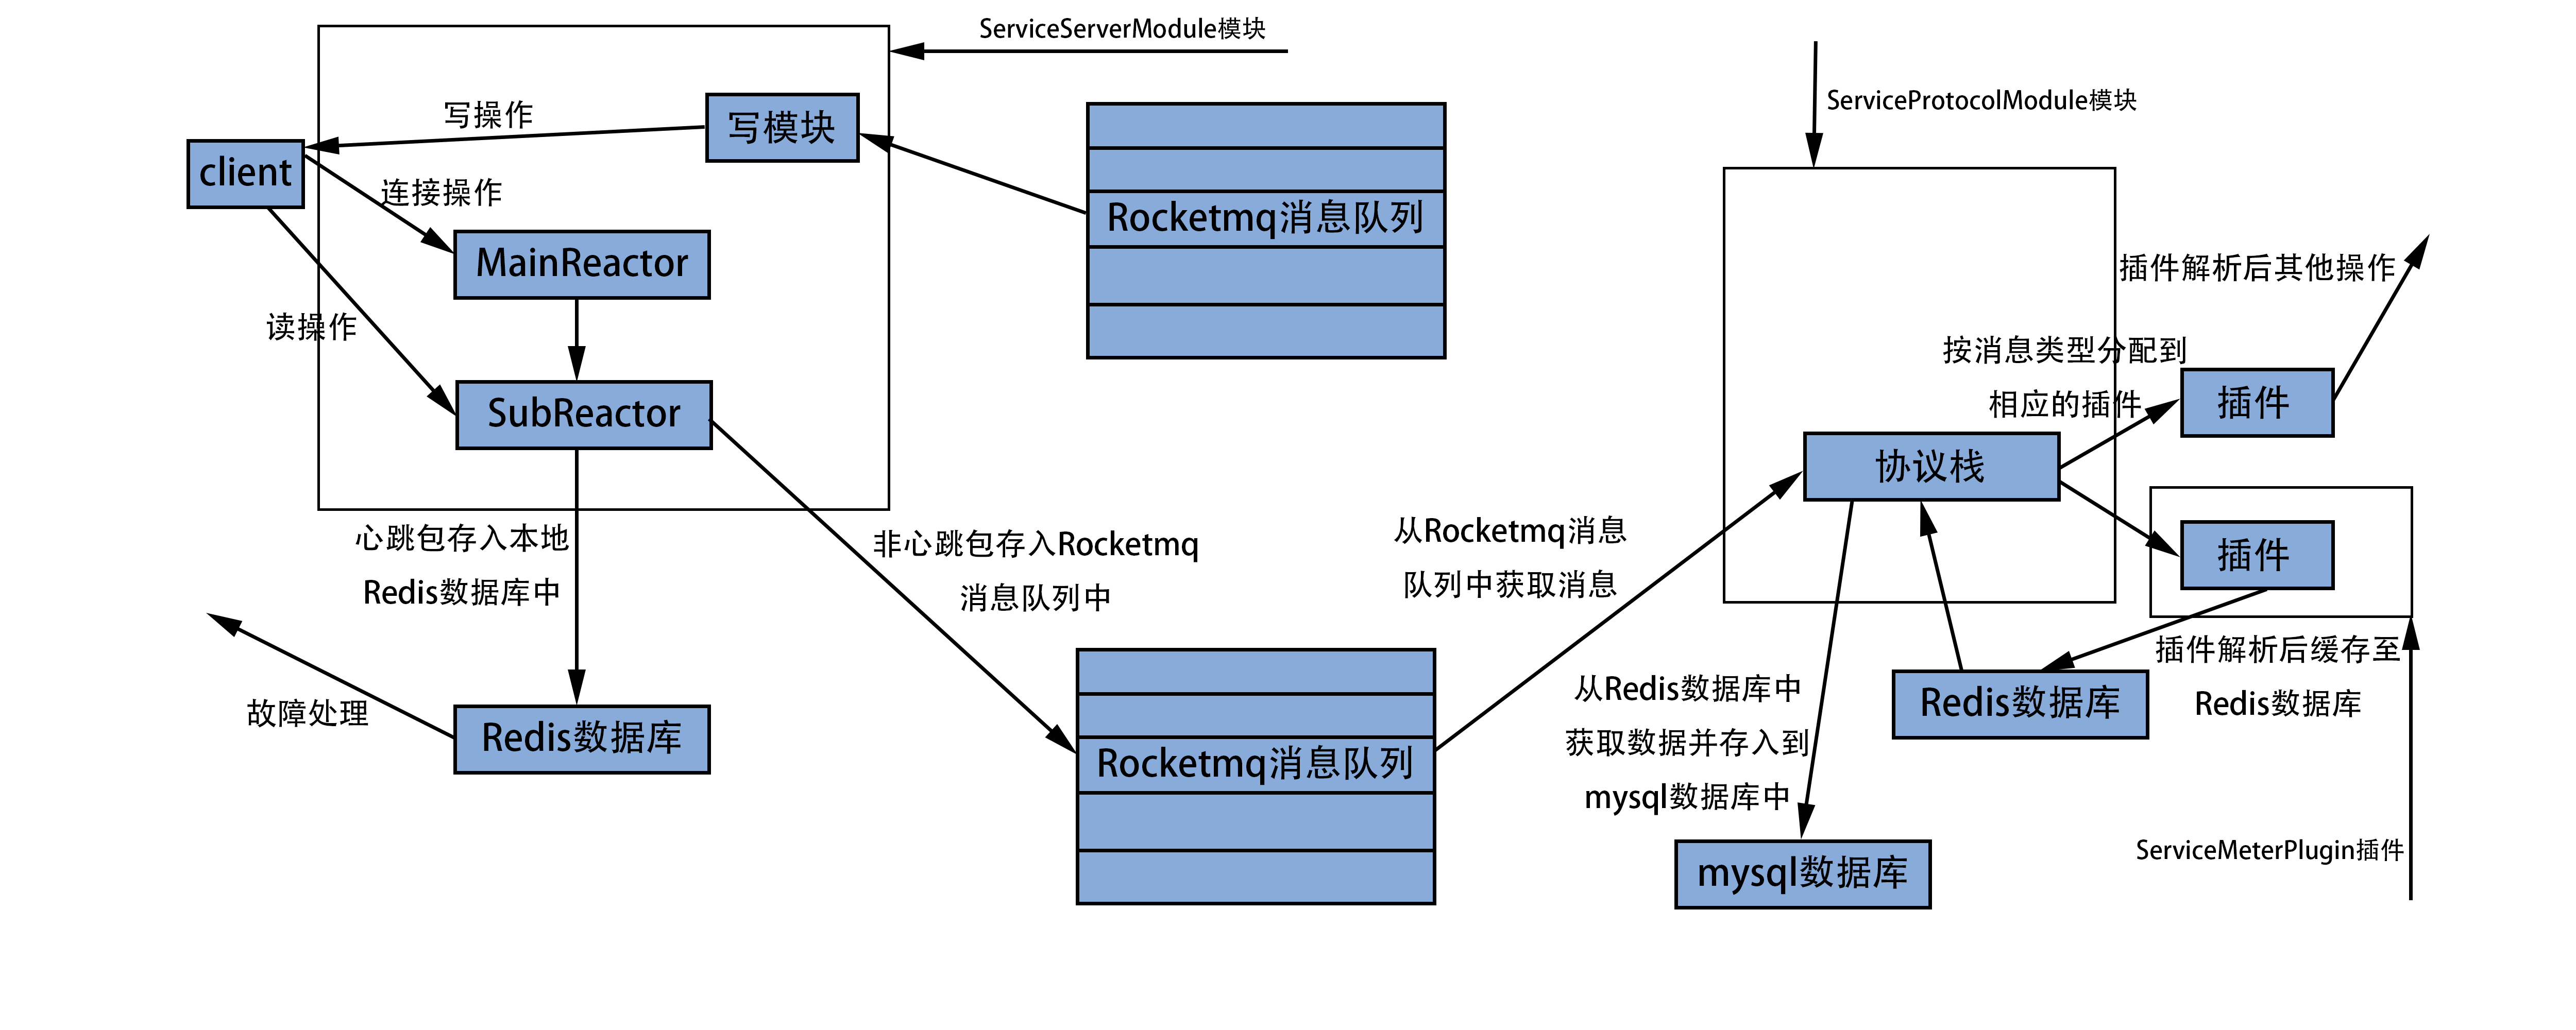 ServiceServerModule模块
ServiceProtocolModule模块
写操作
写模块
client
连接操作
Rocketmq消息队列
MainReactor
插件解析后其他操作
读操作
按消息类型分配到
相应的插件
插件
SubReactor
协议栈
心跳包存入本地
Redis数据库中
非心跳包存入Rocketmq
消息队列中
从Rocketmq消息
队列中获取消息
插件
插件解析后缓存至
Redis数据库
故障处理
Redis数据库
Rocketmq消息队列
从Redis数据库中
获取数据并存入到
mysql数据库中
Redis数据库
ServiceMeterPlugin插件
mysql数据库